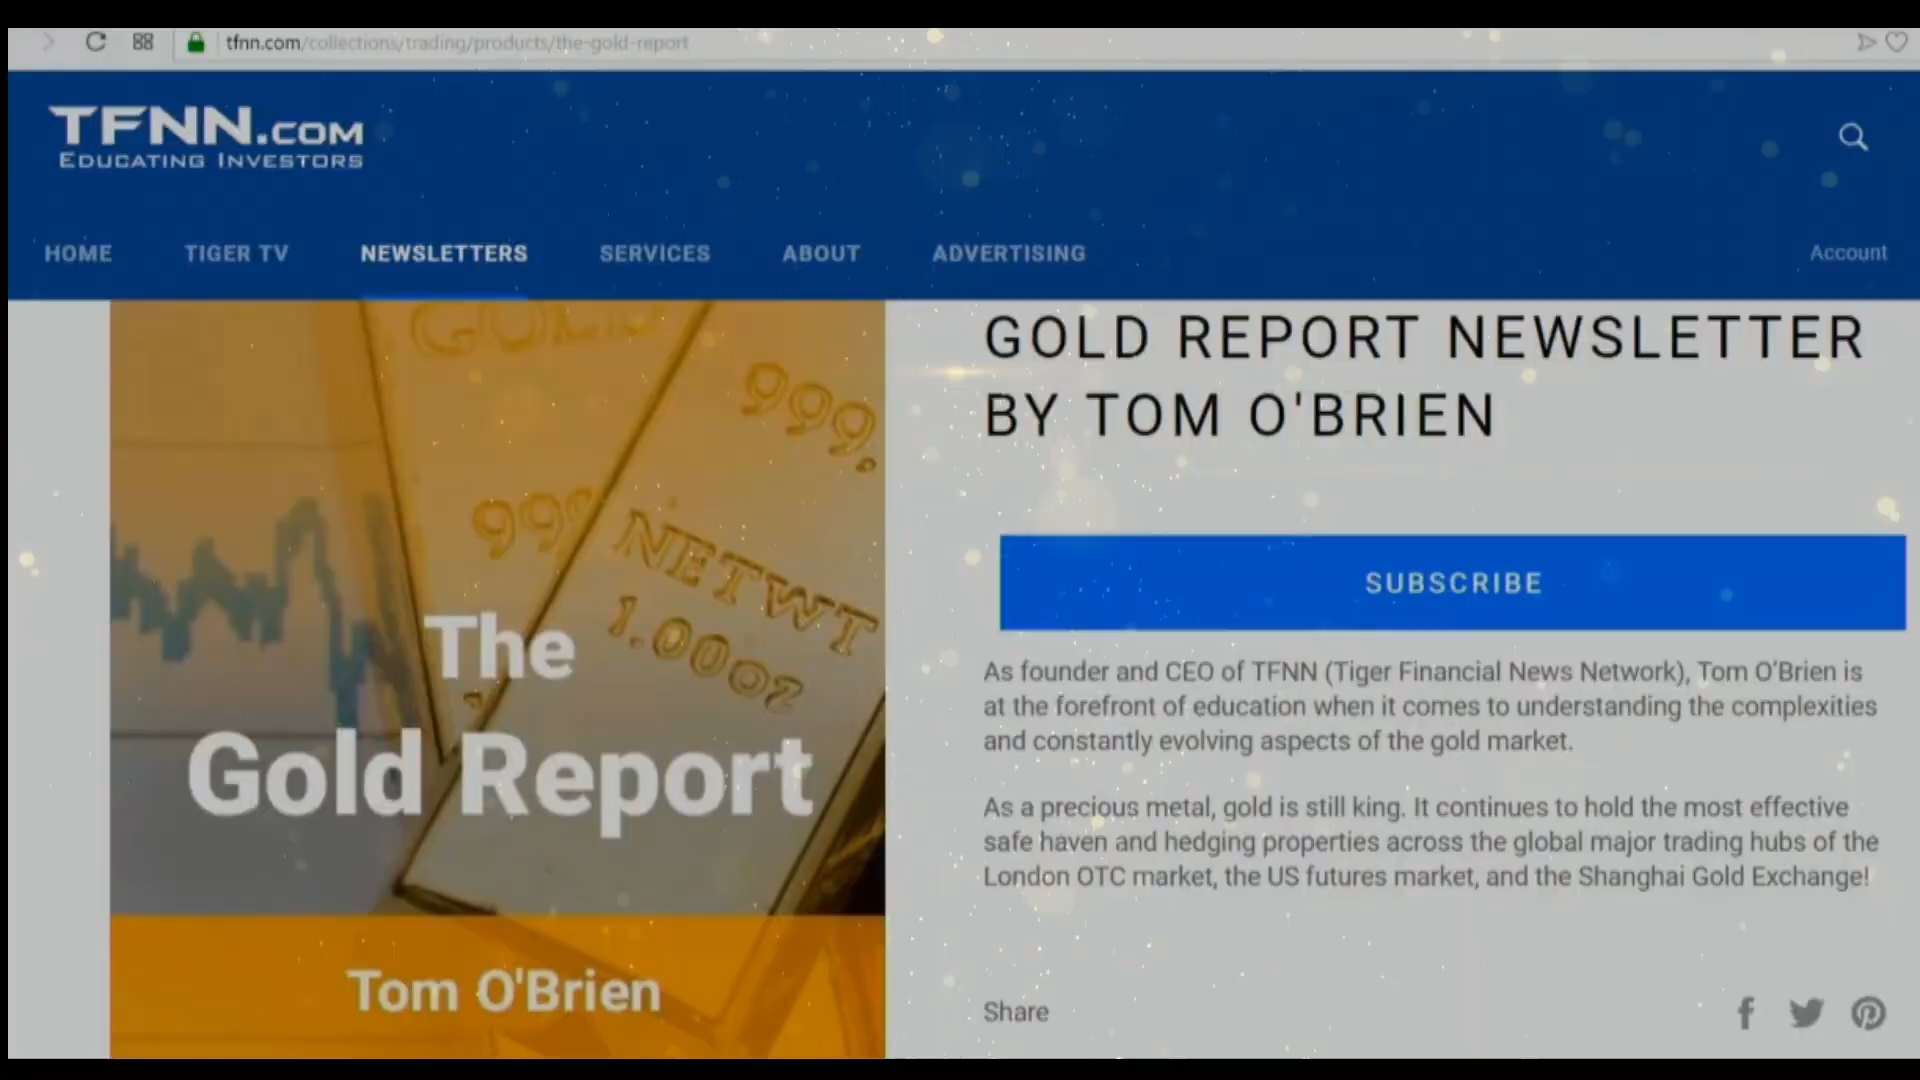 tfnn.com/collections/trading/products/the-gold-report
TFNN.COM
EDUCATING INVESTORS
HOME
TIGER TV
NEWSLETTERS
SERVICES
ABOUT
ADVERTISING
Account
GOLD
999.
999
NETWT
1.00oz
The
Gold Report
Tom O'Brien
GOLD REPORT NEWSLETTER
BY TOM O'BRIEN
SUBSCRIBE
As founder and CEO of TFNN (Tiger Financial News Network), Tom O'Brien is
at the forefront of education when it comes to understanding the complexities
and constantly evolving aspects of the gold market.
As a precious metal, gold is still king. It continues to hold the most effective
safe haven and hedging properties across the global major trading hubs of the
London OTC market, the US futures market, and the Shanghai Gold Exchange!
Share